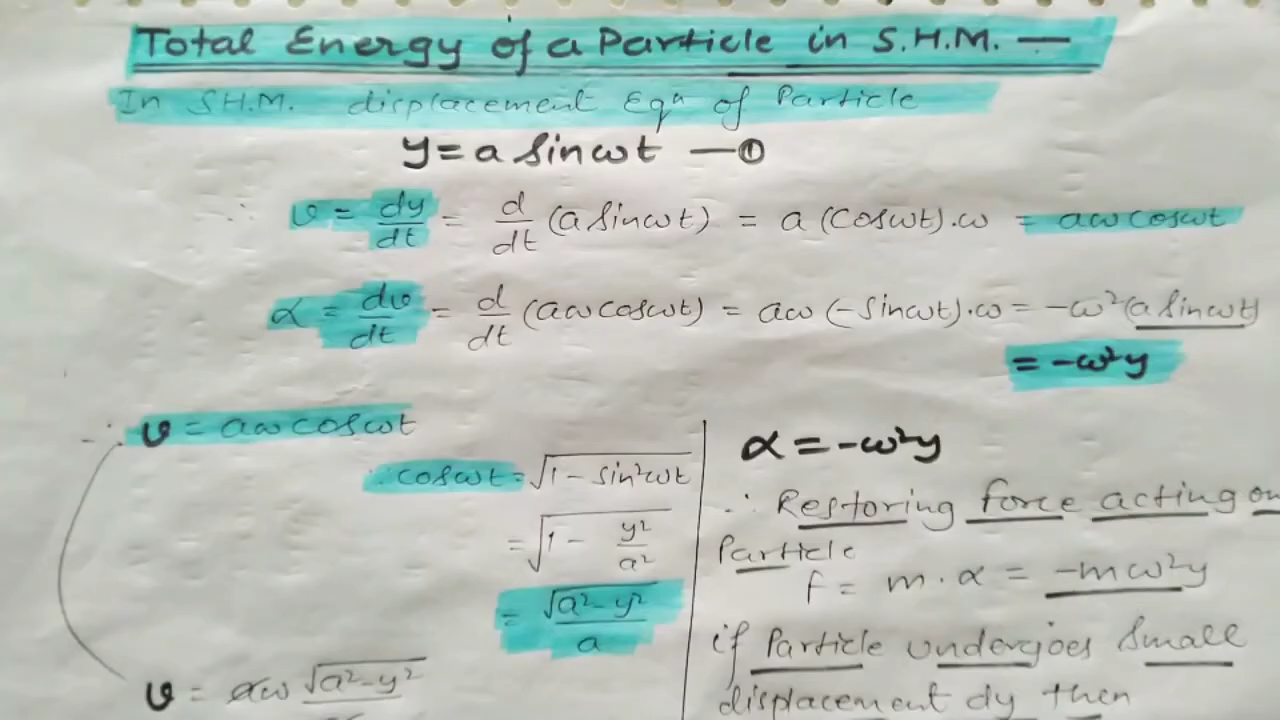 Total Energy of a Particle in S.H.M. —
In S.H.M. displacement Eqⁿ of Particle
y = a sinωt — ①
∴ v = dy/dt = d/dt (a sinωt) = a (cosωt).ω = aω cosωt
α = dv/dt = d/dt (aω cosωt) = aω (-sinωt).ω = -ω²(a sinωt)
= -ω²y
∴ v = aω cosωt
∵ cosωt = √(1 - sin²ωt)
= √(1 - y²/a²)
= √(a² - y²)/a
v = aω √(a² - y²)
α = -ω²y
∴ Restoring force acting on
Particle
f = m . α = -mω²y
if Particle undergoes small
displacement dy then